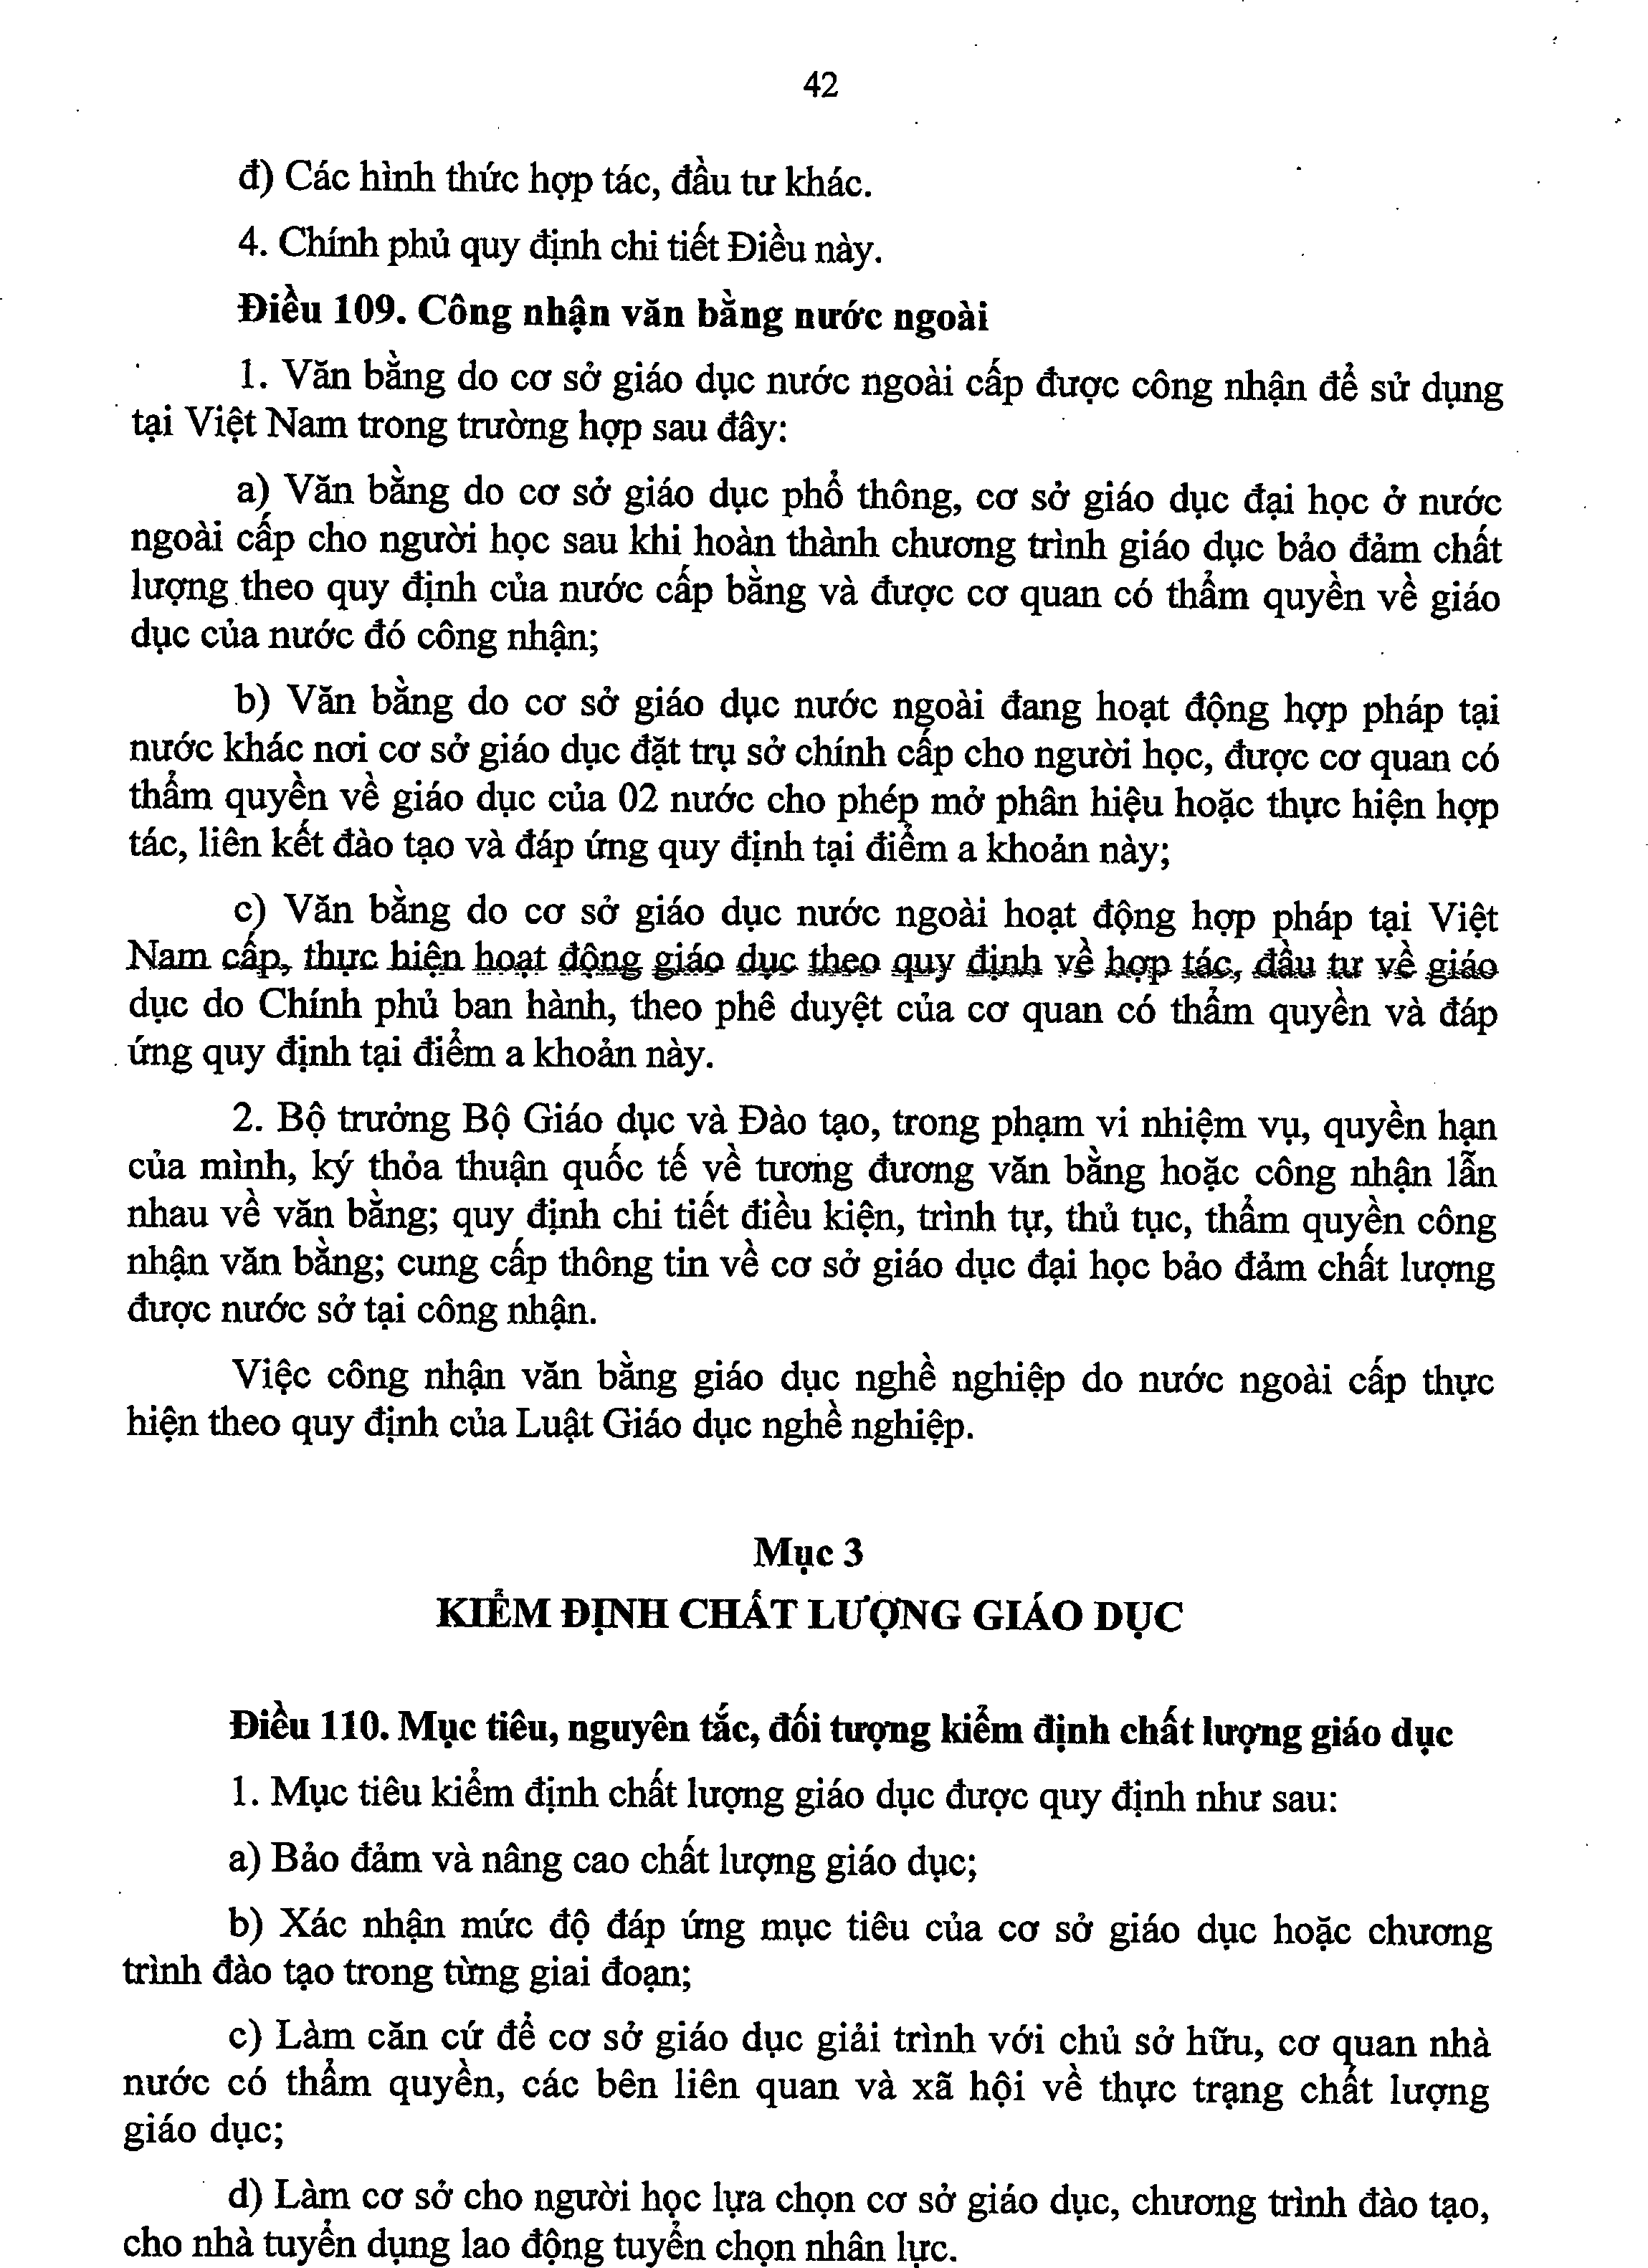 42
đ) Các hình thức hợp tác, đầu tư khác.
4. Chính phủ quy định chi tiết Điều này.
Điều 109. Công nhận văn bằng nước ngoài
1. Văn bằng do cơ sở giáo dục nước ngoài cấp được công nhận để sử dụng
tại Việt Nam trong trường hợp sau đây:
a) Văn bằng do cơ sở giáo dục phổ thông, cơ sở giáo dục đại học ở nước
ngoài cấp cho người học sau khi hoàn thành chương trình giáo dục bảo đảm chất
lượng theo quy định của nước cấp bằng và được cơ quan có thẩm quyền về giáo
dục của nước đó công nhận;
b) Văn bằng do cơ sở giáo dục nước ngoài đang hoạt động hợp pháp tại
nước khác nơi cơ sở giáo dục đặt trụ sở chính cấp cho người học, được cơ quan có
thẩm quyền về giáo dục của 02 nước cho phép mở phân hiệu hoặc thực hiện hợp
tác, liên kết đào tạo và đáp ứng quy định tại điểm a khoản này;
c) Văn bằng do cơ sở giáo dục nước ngoài hoạt động hợp pháp tại Việt
Nam cấp, thực hiện hoạt động giáo dục theo quy định về hợp tác, đầu tư về giáo
dục do Chính phủ ban hành, theo phê duyệt của cơ quan có thẩm quyền và đáp
ứng quy định tại điểm a khoản này.
2. Bộ trưởng Bộ Giáo dục và Đào tạo, trong phạm vi nhiệm vụ, quyền hạn
của mình, ký thỏa thuận quốc tế về tương đương văn bằng hoặc công nhận lẫn
nhau về văn bằng; quy định chi tiết điều kiện, trình tự, thủ tục, thẩm quyền công
nhận văn bằng; cung cấp thông tin về cơ sở giáo dục đại học bảo đảm chất lượng
được nước sở tại công nhận.
Việc công nhận văn bằng giáo dục nghề nghiệp do nước ngoài cấp thực
hiện theo quy định của Luật Giáo dục nghề nghiệp.
Mục 3
KIỂM ĐỊNH CHẤT LƯỢNG GIÁO DỤC
Điều 110. Mục tiêu, nguyên tắc, đối tượng kiểm định chất lượng giáo dục
1. Mục tiêu kiểm định chất lượng giáo dục được quy định như sau:
a) Bảo đảm và nâng cao chất lượng giáo dục;
b) Xác nhận mức độ đáp ứng mục tiêu của cơ sở giáo dục hoặc chương
trình đào tạo trong từng giai đoạn;
c) Làm căn cứ để cơ sở giáo dục giải trình với chủ sở hữu, cơ quan nhà
nước có thẩm quyền, các bên liên quan và xã hội về thực trạng chất lượng
giáo dục;
d) Làm cơ sở cho người học lựa chọn cơ sở giáo dục, chương trình đào tạo,
cho nhà tuyển dụng lao động tuyển chọn nhân lực.